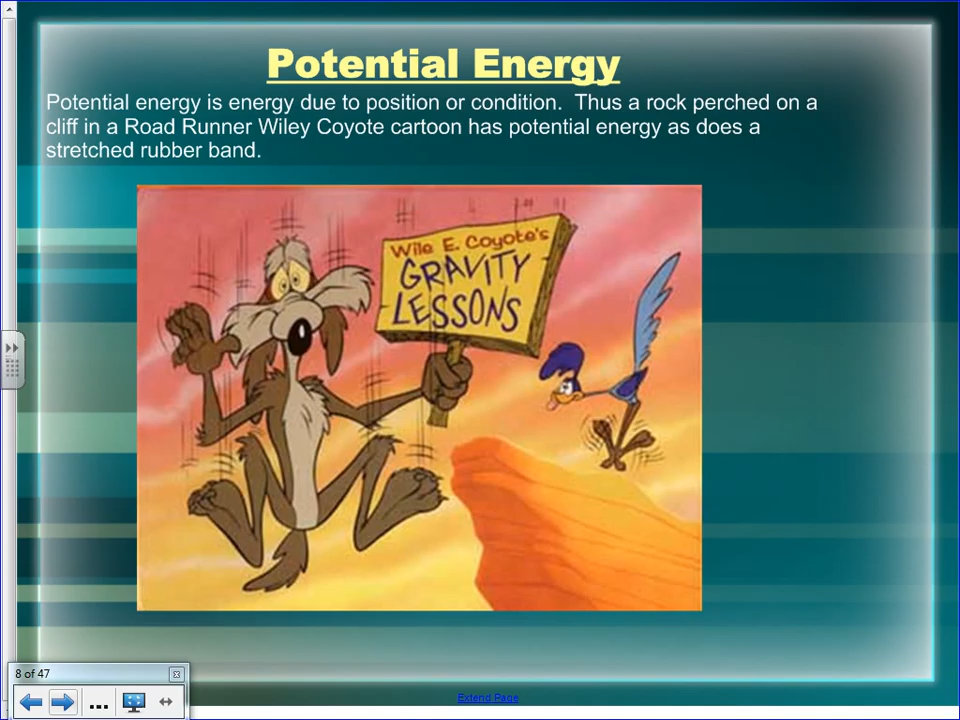 Potential Energy
Potential energy is energy due to position or condition.  Thus a rock perched on a
cliff in a Road Runner Wiley Coyote cartoon has potential energy as does a
stretched rubber band.
Wile E. Coyote's
GRAVITY
LESSONS
8 of 47
...
Extend Page